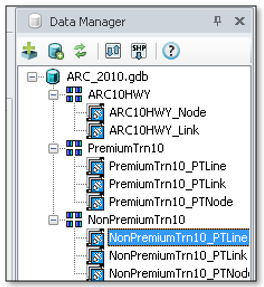 Data Manager
SHP
ARC_2010.gdb
ARC10HWY
ARC10HWY_Node
ARC10HWY_Link
PremiumTrn10
PremiumTrn10_PTLine
PremiumTrn10_PTLink
PremiumTrn10_PTNode
NonPremiumTrn10
NonPremiumTrn10_PTLine
NonPremiumTrn10_PTLink
NonPremiumTrn10_PTNod